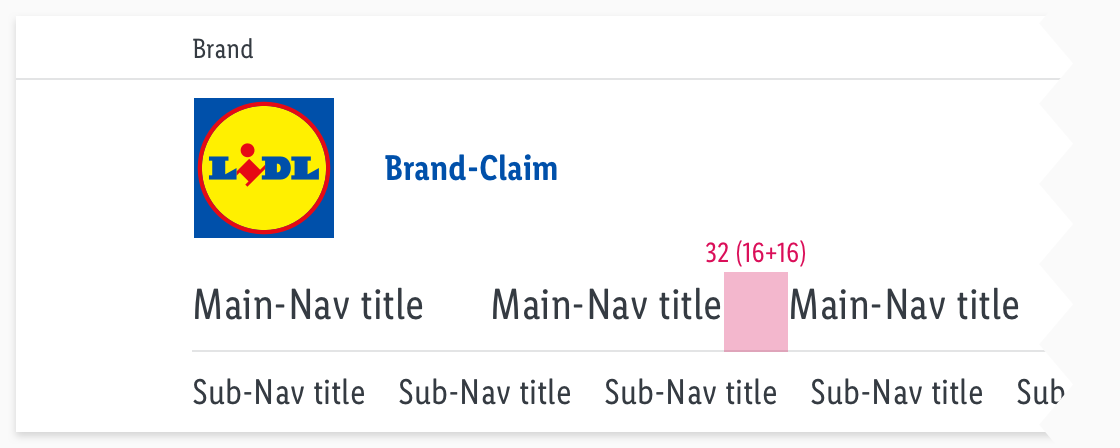 Brand
LIDL
Brand-Claim
32 (16+16)
Main-Nav title Main-Nav title Main-Nav title
Sub-Nav title Sub-Nav title Sub-Nav title Sub-Nav title Sub